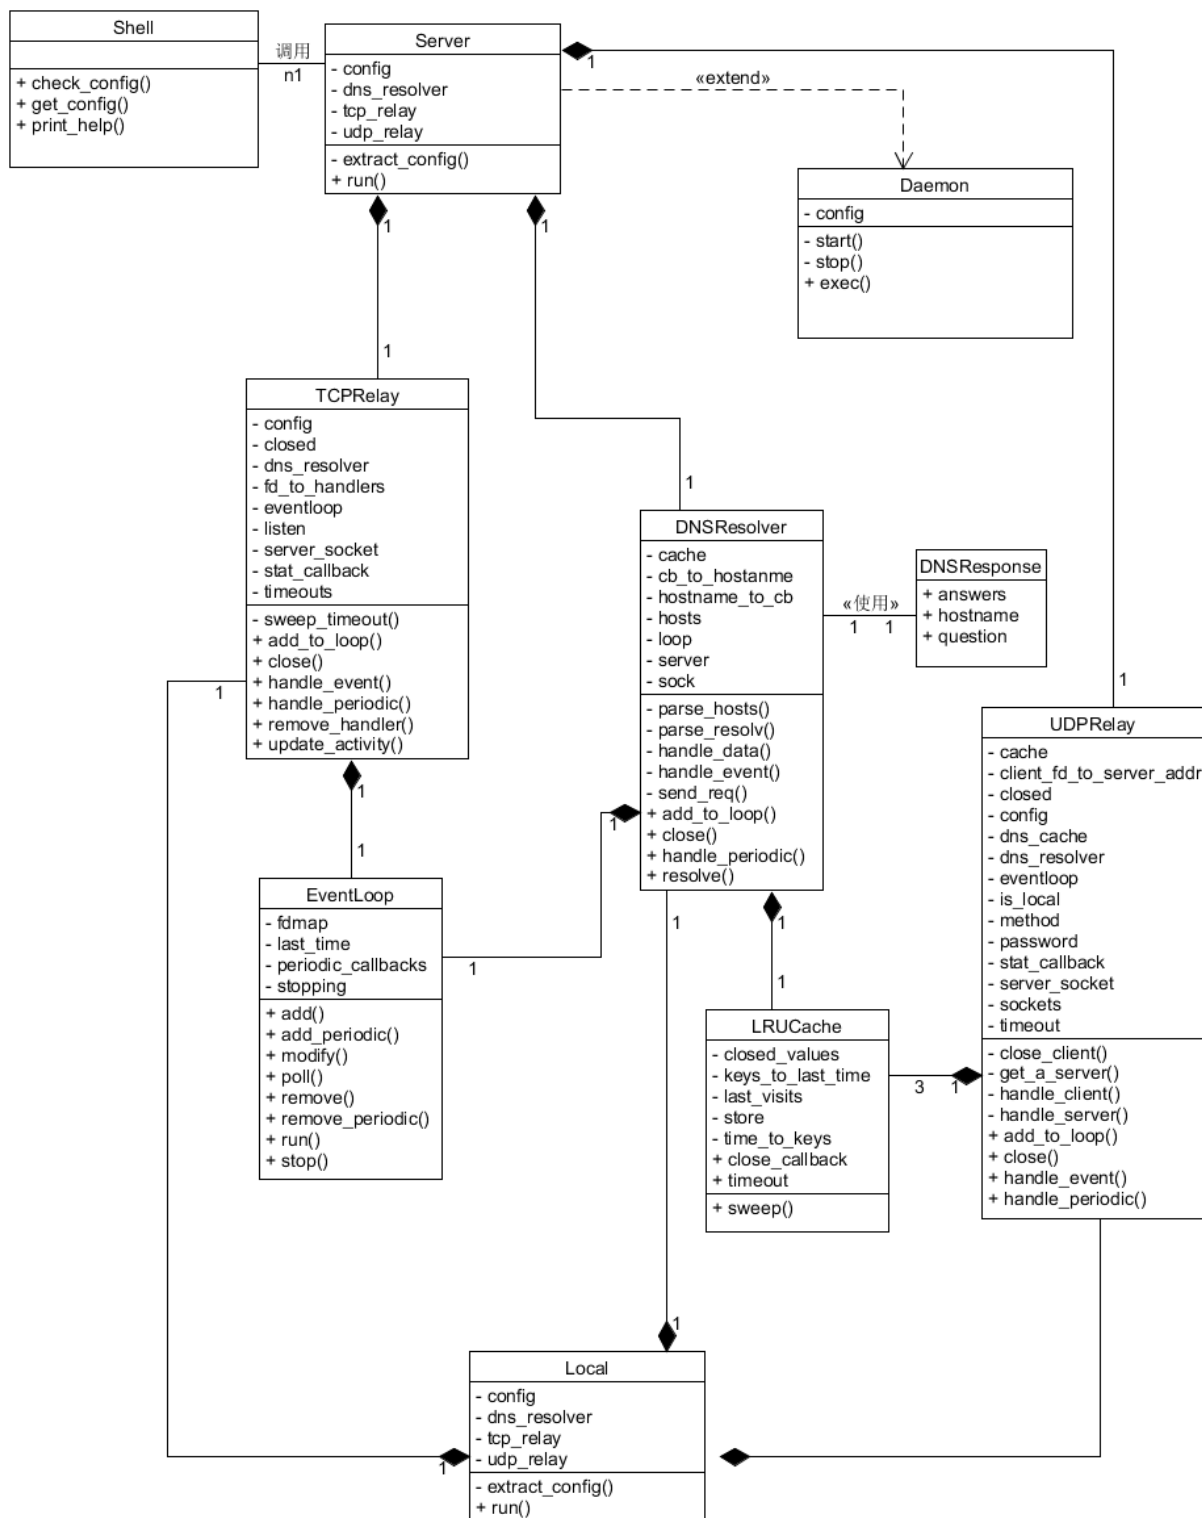 Shell
+ check_config()
+ get_config()
+ print_help()
调用
n1
Server
- config
- dns_resolver
- tcp_relay
- udp_relay
- extract_config()
+ run()
1
«extend»
Daemon
- config
- start()
- stop()
+ exec()
1
1
1
TCPRelay
- config
- closed
- dns_resolver
- fd_to_handlers
- eventloop
- listen
- server_socket
- stat_callback
- timeouts
- sweep_timeout()
+ add_to_loop()
+ close()
+ handle_event()
+ handle_periodic()
+ remove_handler()
+ update_activity()
1
1
1
1
DNSResolver
- cache
- cb_to_hostanme
- hostname_to_cb
- hosts
- loop
- server
- sock
- parse_hosts()
- parse_resolv()
- handle_data()
- handle_event()
- send_req()
+ add_to_loop()
+ close()
+ handle_periodic()
+ resolve()
«使用»
1 1
DNSResponse
+ answers
+ hostname
+ question
1
UDPRelay
- cache
- client_fd_to_server_addr
- closed
- config
- dns_cache
- dns_resolver
- eventloop
- is_local
- method
- password
- stat_callback
- server_socket
- sockets
- timeout
- close_client()
- get_a_server()
- handle_client()
- handle_server()
+ add_to_loop()
+ close()
+ handle_event()
+ handle_periodic()
EventLoop
- fdmap
- last_time
- periodic_callbacks
- stopping
+ add()
+ add_periodic()
+ modify()
+ poll()
+ remove()
+ remove_periodic()
+ run()
+ stop()
1
1
1
1
1
LRUCache
- closed_values
- keys_to_last_time
- last_visits
- store
- time_to_keys
+ close_callback
+ timeout
+ sweep()
3
1
1
1
Local
- config
- dns_resolver
- tcp_relay
- udp_relay
- extract_config()
+ run()